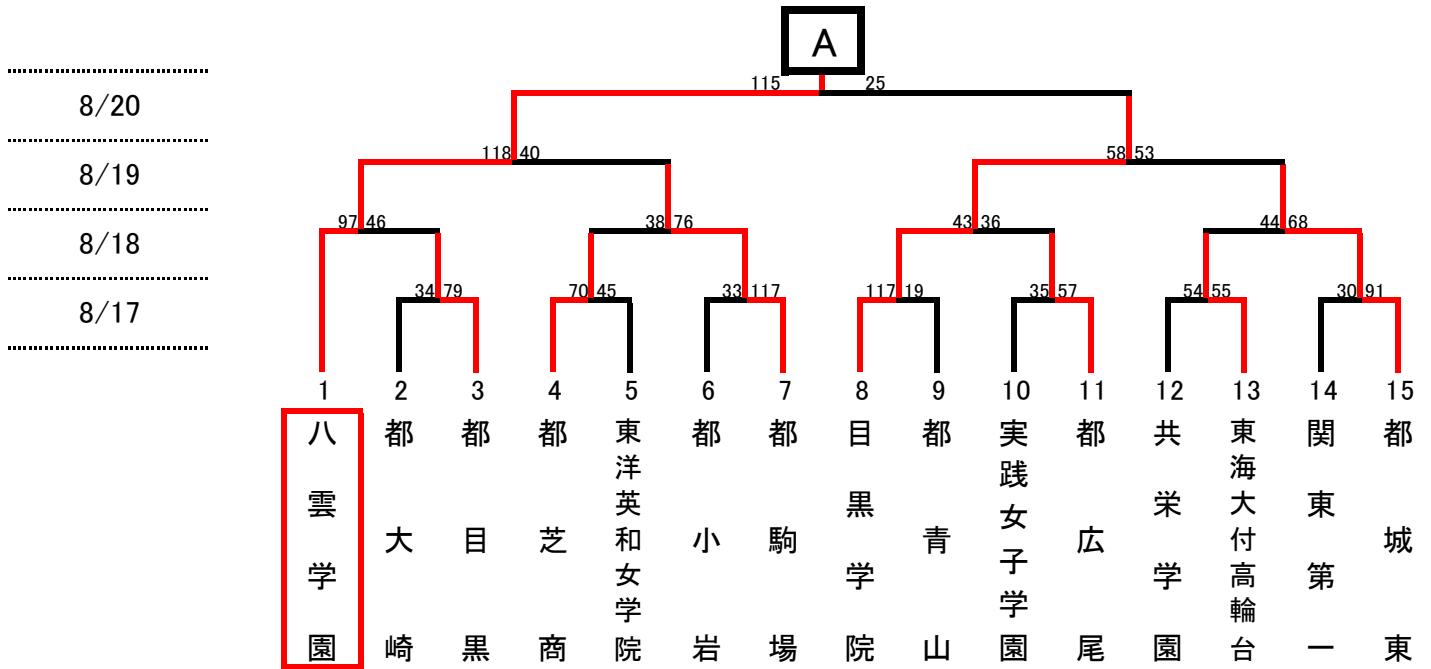 A
115 25
8/20
118 40 58 53
8/19
97 46 38 76 43 36 44 68
8/18
34 79 70 45 33 117 117 19 35 57 54 55 30 91
8/17
1 2 3 4 5 6 7 8 9 10 11 12 13 14 15
八雲学園
都大崎
都目黒
都芝商
東洋英和女学院
都小岩
都駒場
目黒学院
都青山
実践女子学園
都広尾
共栄学園
東海大付高輪台
関東第一
都城東